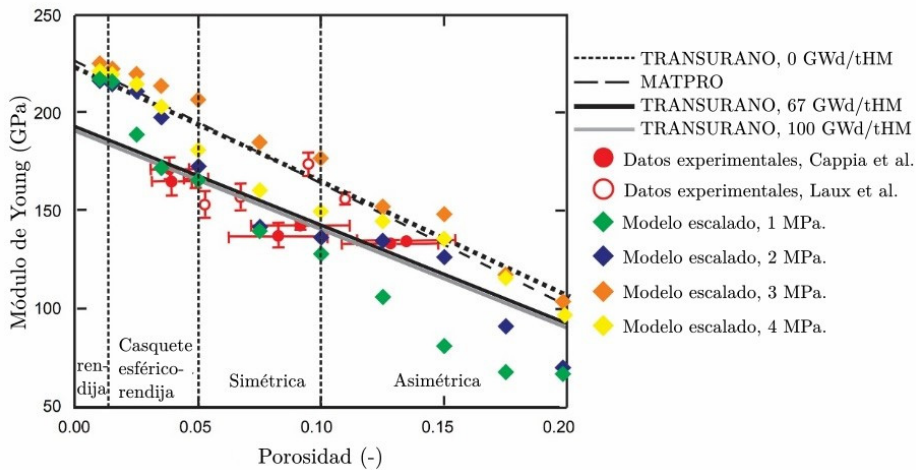 Módulo de Young (GPa)
250
200
150
100
50
ren-
dija
Casquete
esférico-
rendija
Simétrica
Asimétrica
0.00
0.05
0.10
0.15
0.20
Porosidad (-)
TRANSURANO, 0 GWd/tHM
MATPRO
TRANSURANO, 67 GWd/tHM
TRANSURANO, 100 GWd/tHM
Datos experimentales, Cappia et al.
Datos experimentales, Laux et al.
Modelo escalado, 1 MPa.
Modelo escalado, 2 MPa.
Modelo escalado, 3 MPa.
Modelo escalado, 4 MPa.